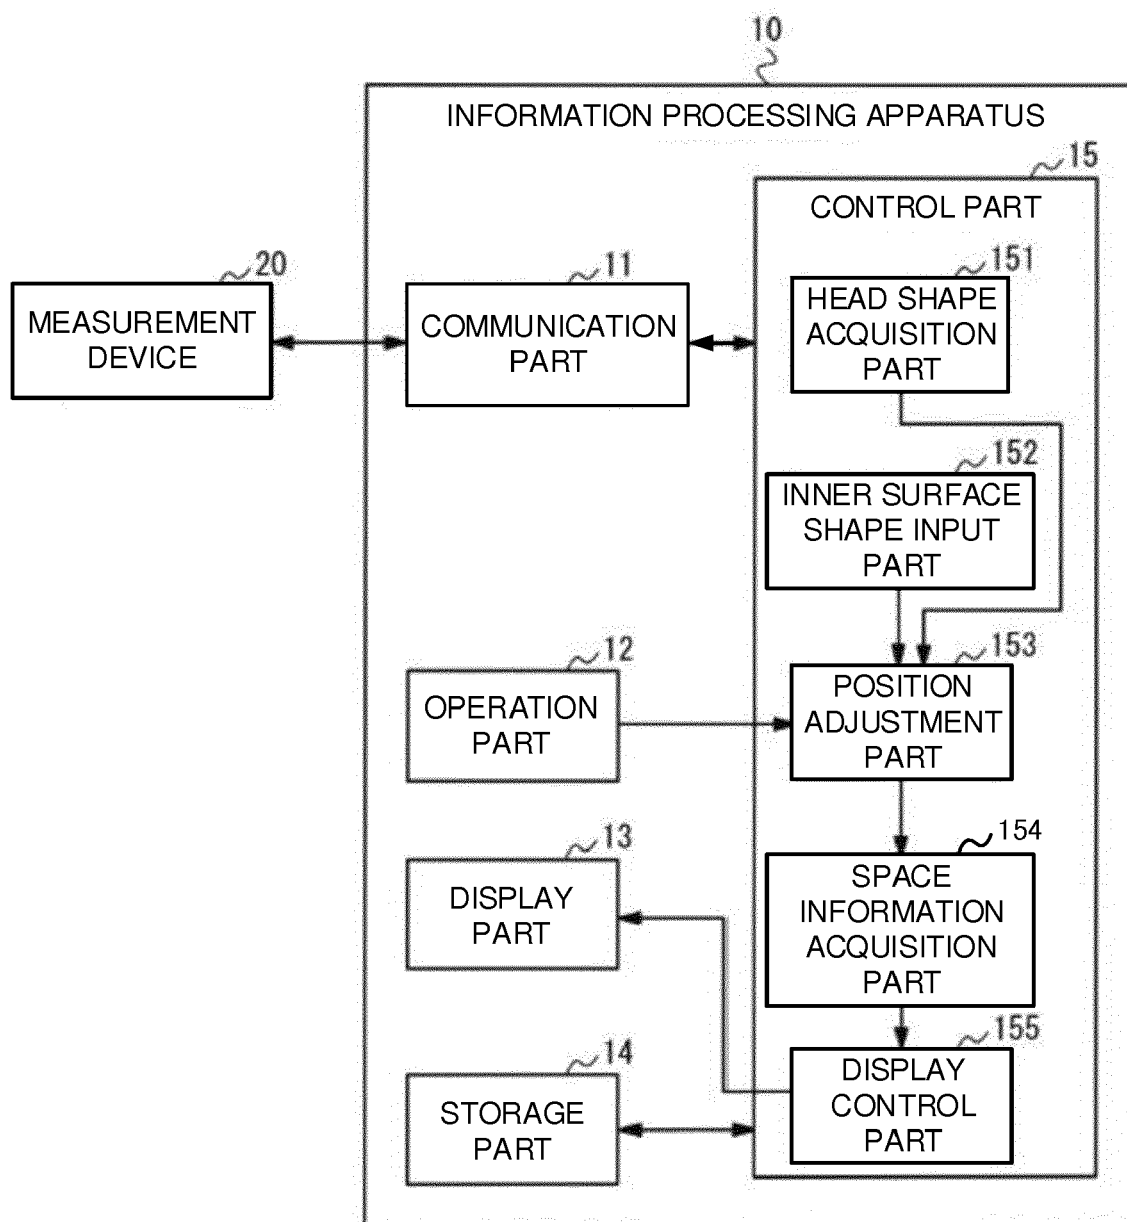 10
INFORMATION PROCESSING APPARATUS
15
CONTROL PART
20
MEASUREMENT
DEVICE
11
COMMUNICATION
PART
151
HEAD SHAPE
ACQUISITION
PART
152
INNER SURFACE
SHAPE INPUT
PART
12
OPERATION
PART
153
POSITION
ADJUSTMENT
PART
13
DISPLAY
PART
154
SPACE
INFORMATION
ACQUISITION
PART
14
STORAGE
PART
155
DISPLAY
CONTROL
PART